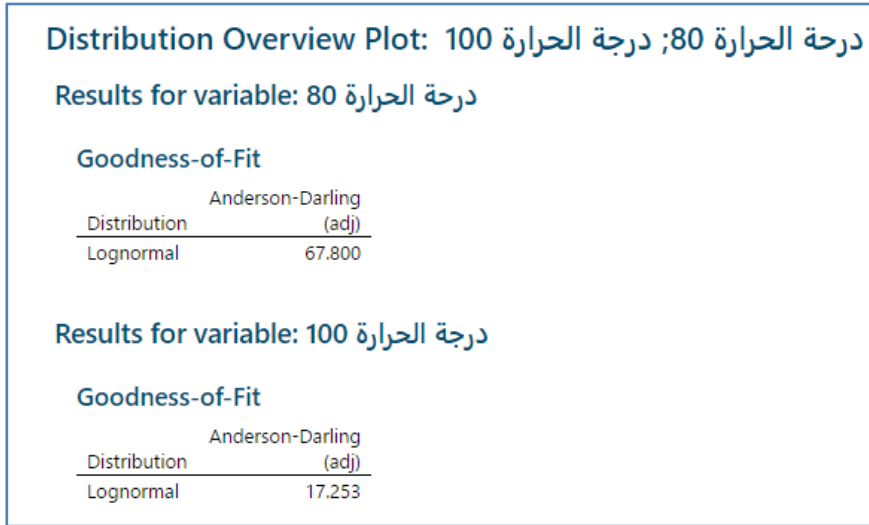 Distribution Overview Plot: درحة الحرارة 80; درجة الحرارة 100
Results for variable: درحة الحرارة 80
Goodness-of-Fit
Anderson-Darling
Distribution (adj)
Lognormal 67.800
Results for variable: درجة الحرارة 100
Goodness-of-Fit
Anderson-Darling
Distribution (adj)
Lognormal 17.253